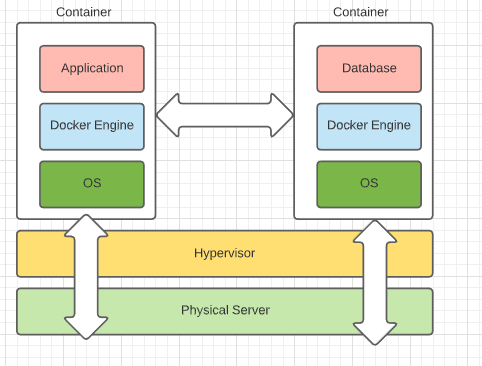 Container
Container
Application
Database
Docker Engine
Docker Engine
OS
OS
Hypervisor
Physical Server